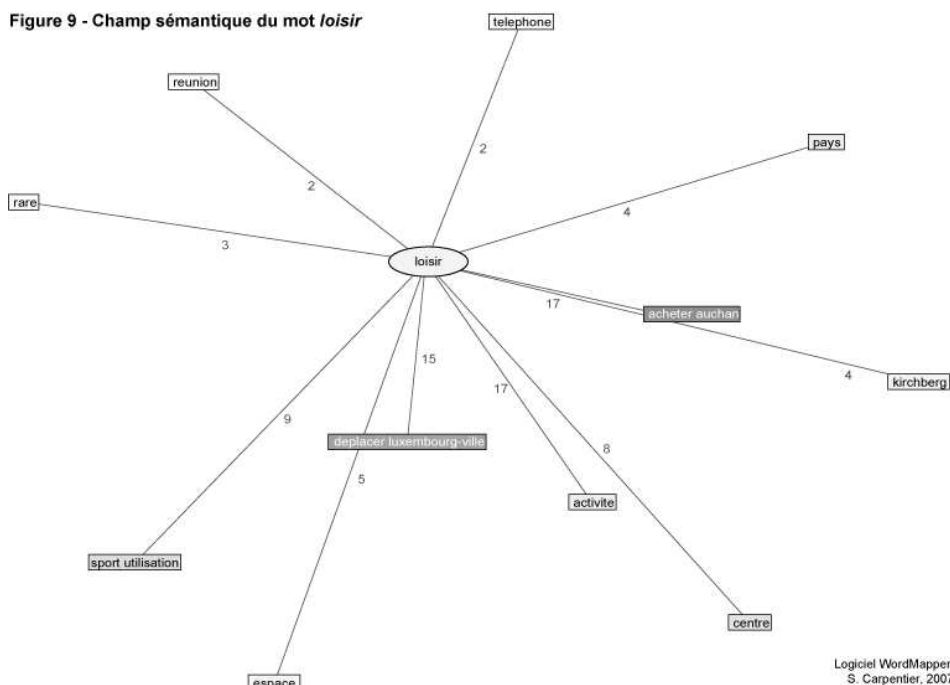 Figure 9 - Champ sémantique du mot loisir
telephone
reunion
pays
2
2
rare
4
3
loisir
17
acheter auchan
15
4
kirchberg
17
9
deplacer luxembourg-ville
8
5
activite
sport utilisation
centre
Logiciel WordMapper
espace
S. Carpentier, 2007